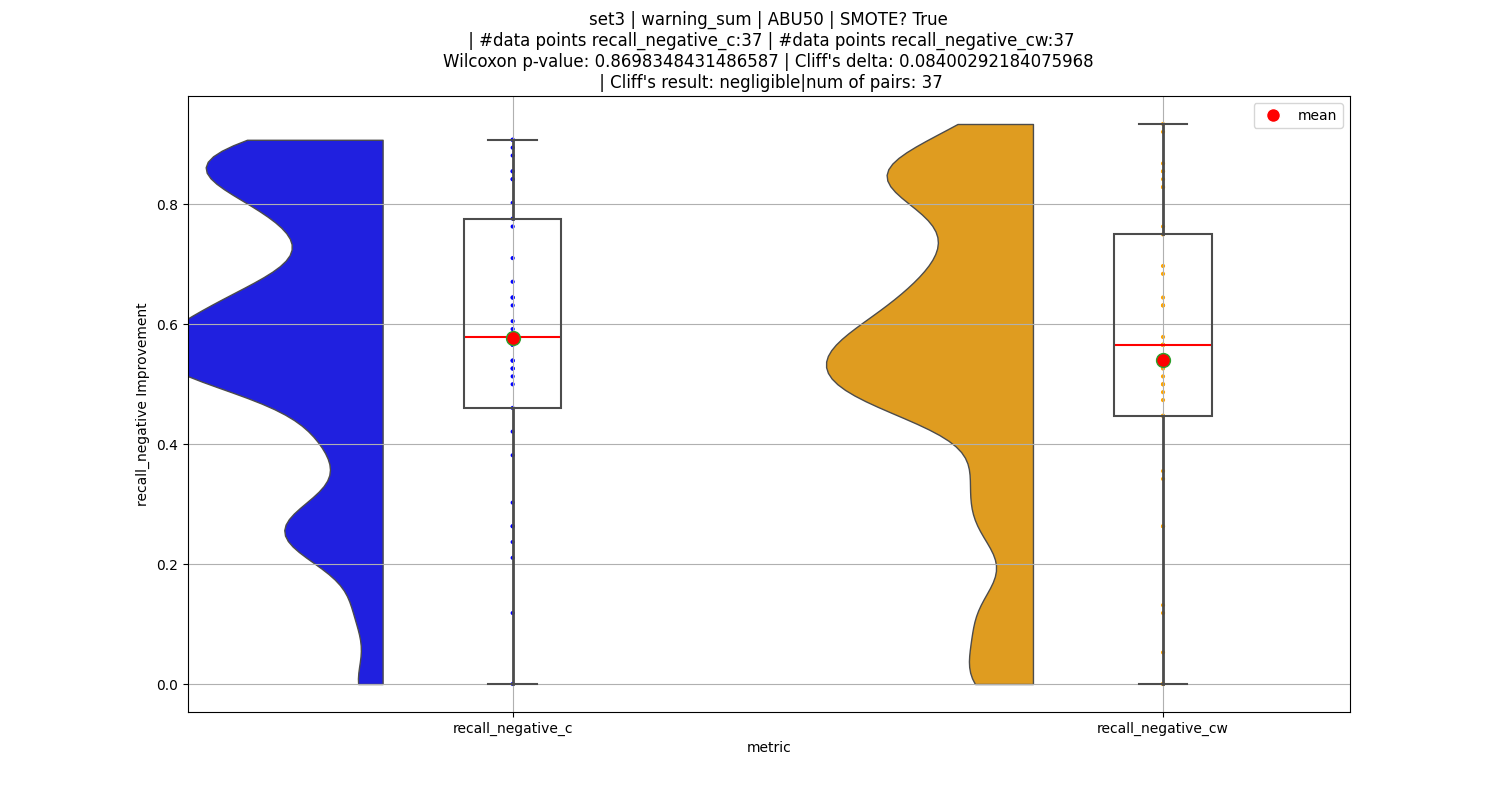 set3 | warning_sum | ABU50 | SMOTE? True
| #data points recall_negative_c:37 | #data points recall_negative_cw:37
Wilcoxon p-value: 0.8698348431486587 | Cliff's delta: 0.08400292184075968
| Cliff's result: negligible|num of pairs: 37
mean
0.8
0.6
0.4
0.2
0.0
recall_negative Improvement
recall_negative_c
recall_negative_cw
metric